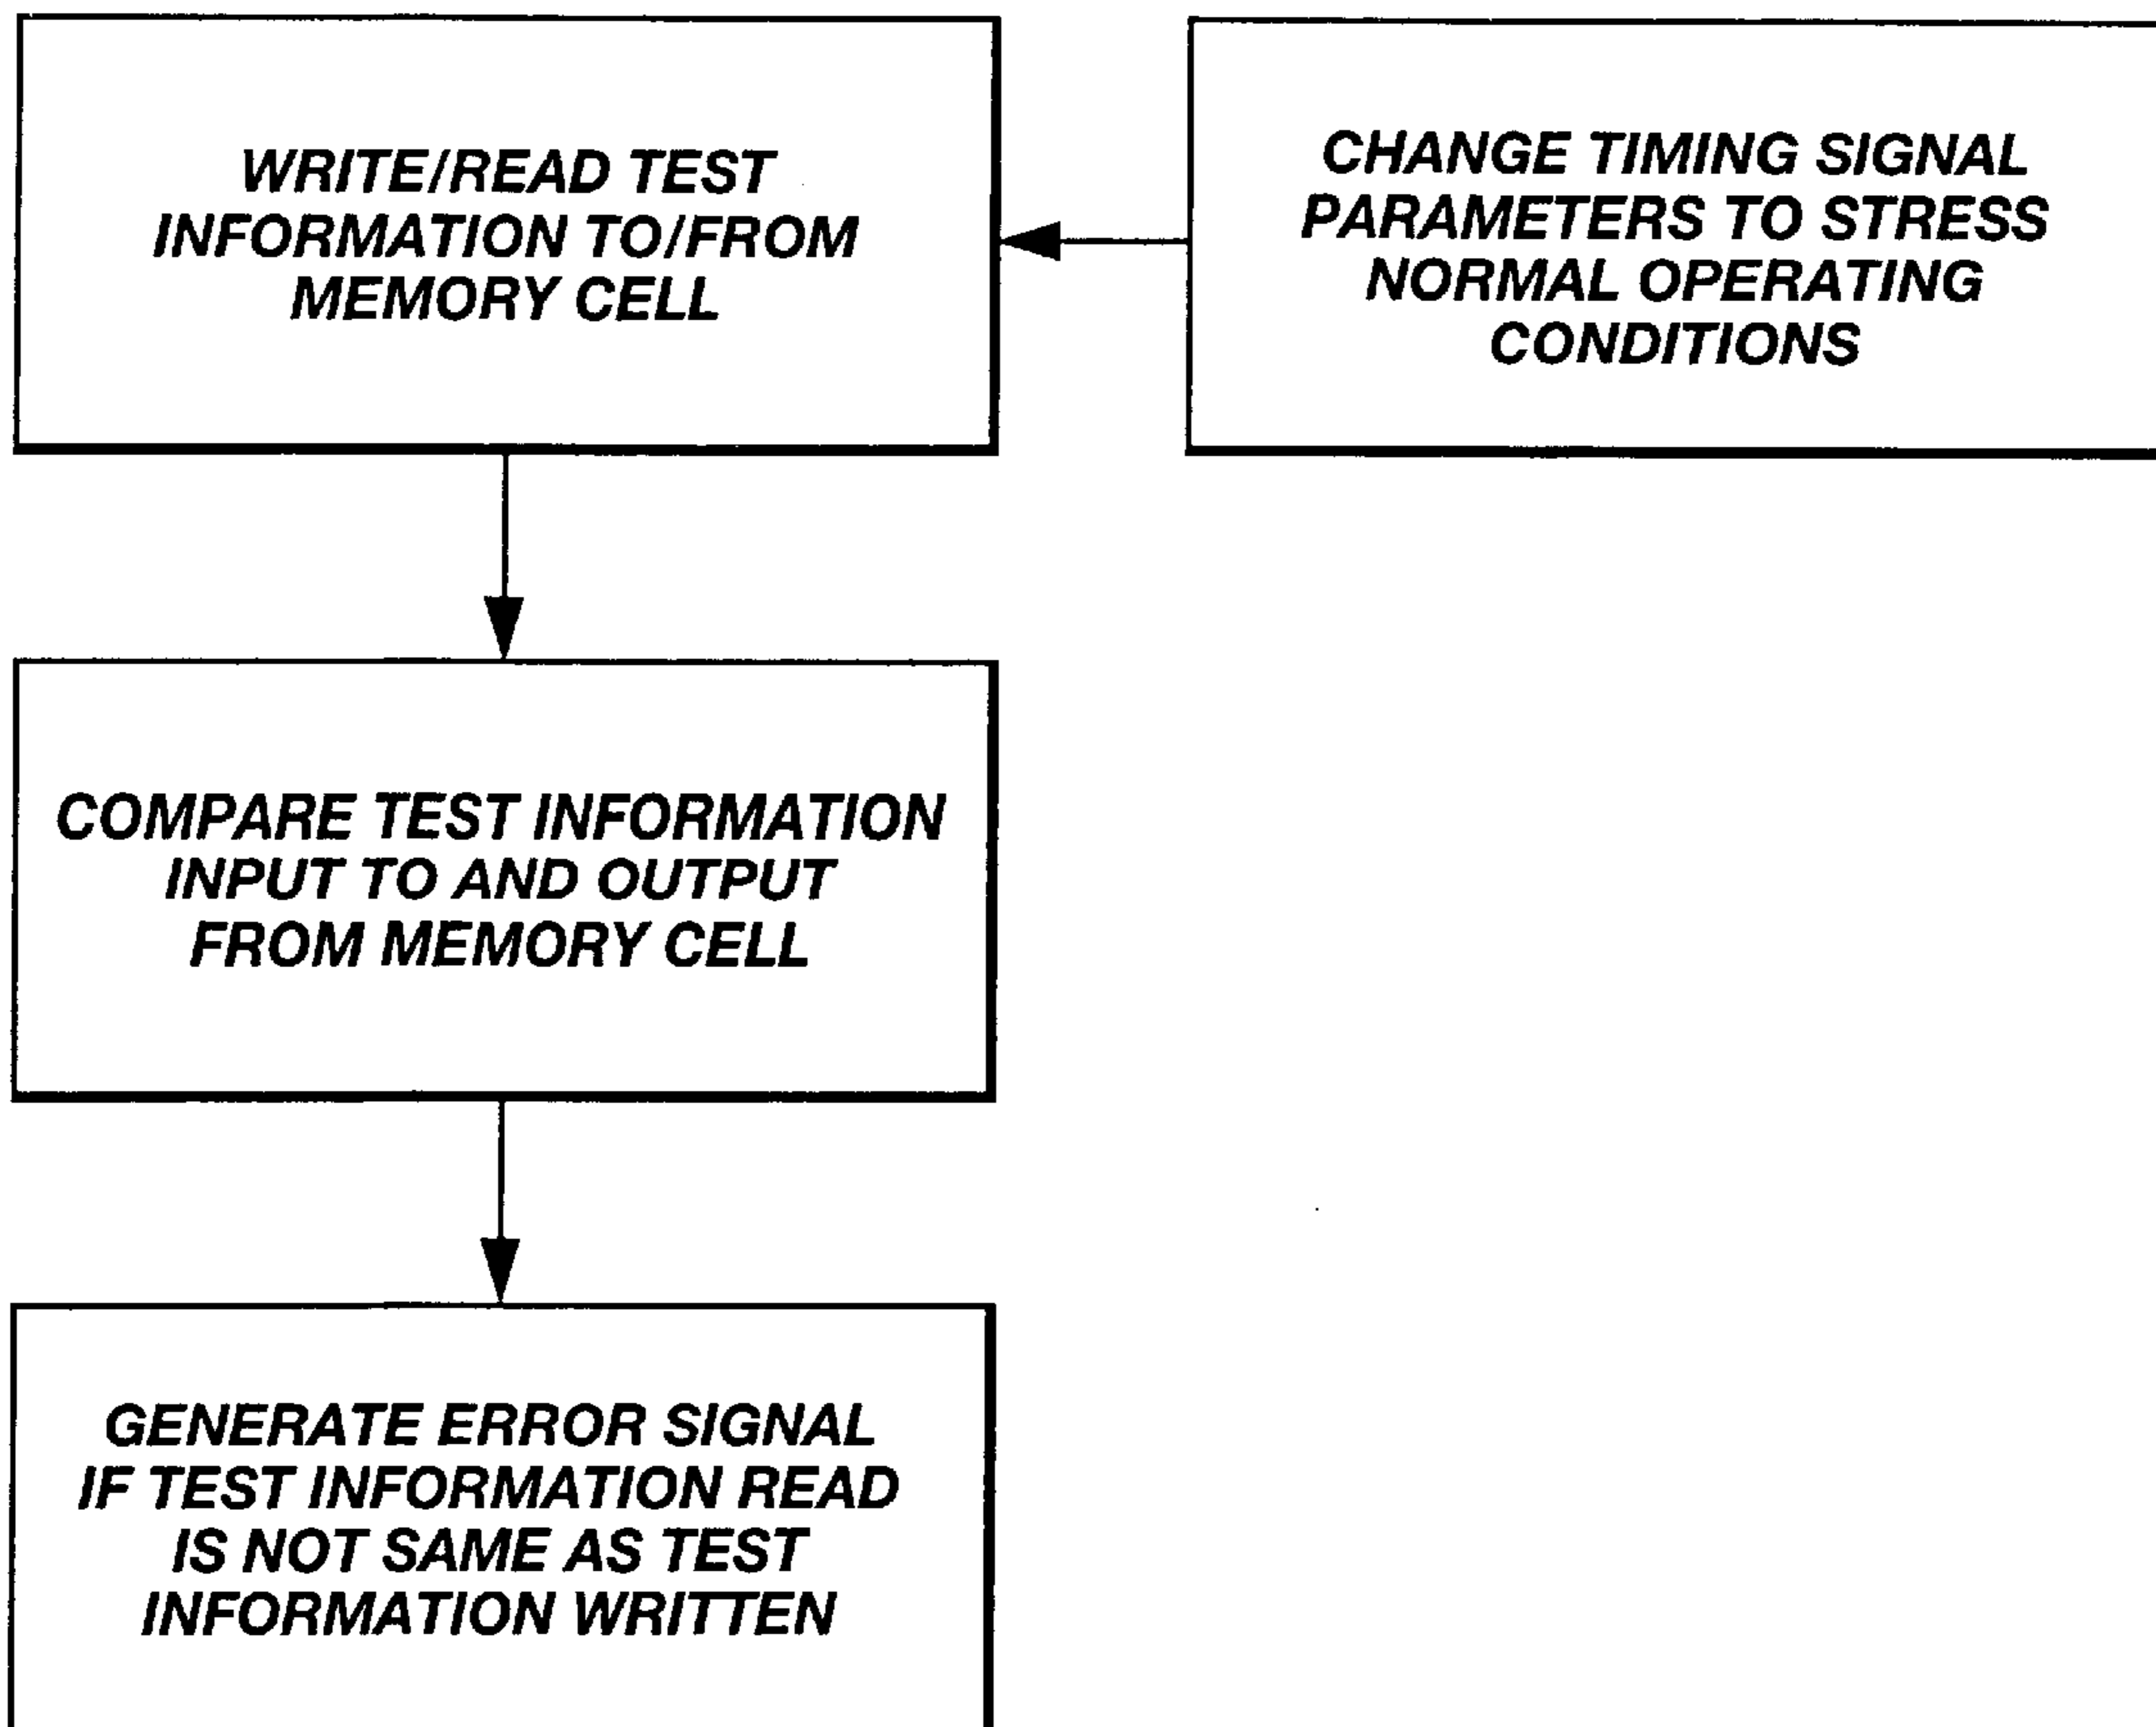 WRITE/READ TEST
INFORMATION TO/FROM
MEMORY CELL
CHANGE TIMING SIGNAL
PARAMETERS TO STRESS
NORMAL OPERATING
CONDITIONS
COMPARE TEST INFORMATION
INPUT TO AND OUTPUT
FROM MEMORY CELL
GENERATE ERROR SIGNAL
IF TEST INFORMATION READ
IS NOT SAME AS TEST
INFORMATION WRITTEN